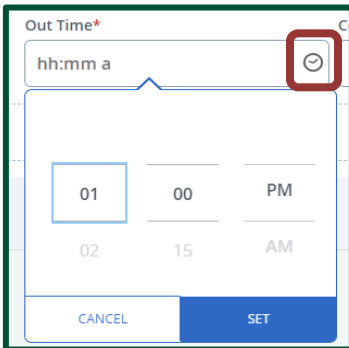 Out Time*
C
hh:mm a
01 00 PM
02 15 AM
CANCEL SET